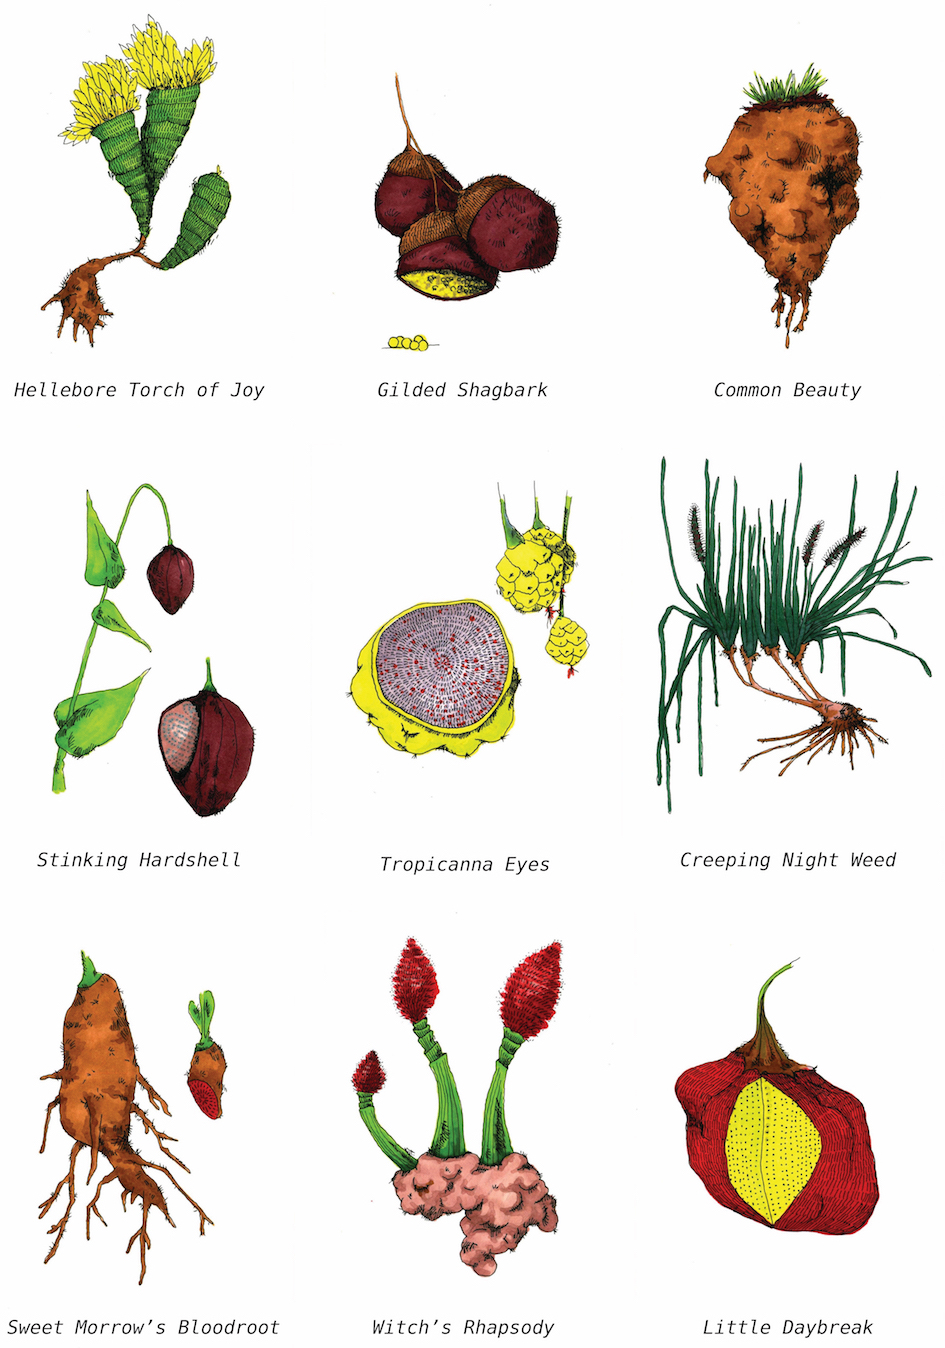 Hellebore Torch of Joy
Gilded Shagbark
Common Beauty
Stinking Hardshell
Tropicanna Eyes
Creeping Night Weed
Sweet Morrow's Bloodroot
Witch's Rhapsody
Little Daybreak